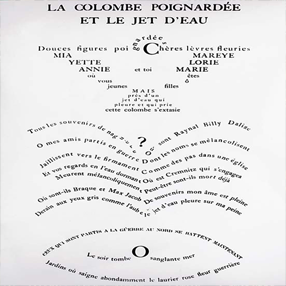 LA COLOMBE POIGNARDÉE
ET LE JET D'EAU
Douces figures poignardées Chères lèvres fleuries
MIA MAREYE
YETTE LORIE
ANNIE et toi MARIE
où êtes
vous ô
jeunes filles
MAIS
près d'un
jet d'eau qui
pleure et qui prie
cette colombe s'extasie
Tous les souvenirs de naguère
O mes amis partis en guerre
Jaillissent vers le firmament
Et vos regards en l'eau dormant
Meurent mélancoliquement
Où sont-ils Braque et Max Jacob
Derain aux yeux gris comme l'aube
?
Où sont Raynal Billy Dalize
Dont les noms se mélancolisent
Comme des pas dans une église
Où est Cremnitz qui s'engagea
Peut-être sont-ils morts déjà
De souvenirs mon âme est pleine
Le jet d'eau pleure sur ma peine
CEUX QUI SONT PARTIS A LA GUERRE AU NORD SE BATTENT MAINTENANT
Le soir tombe O sanglante mer
Jardins où saigne abondamment le laurier rose fleur guerrière